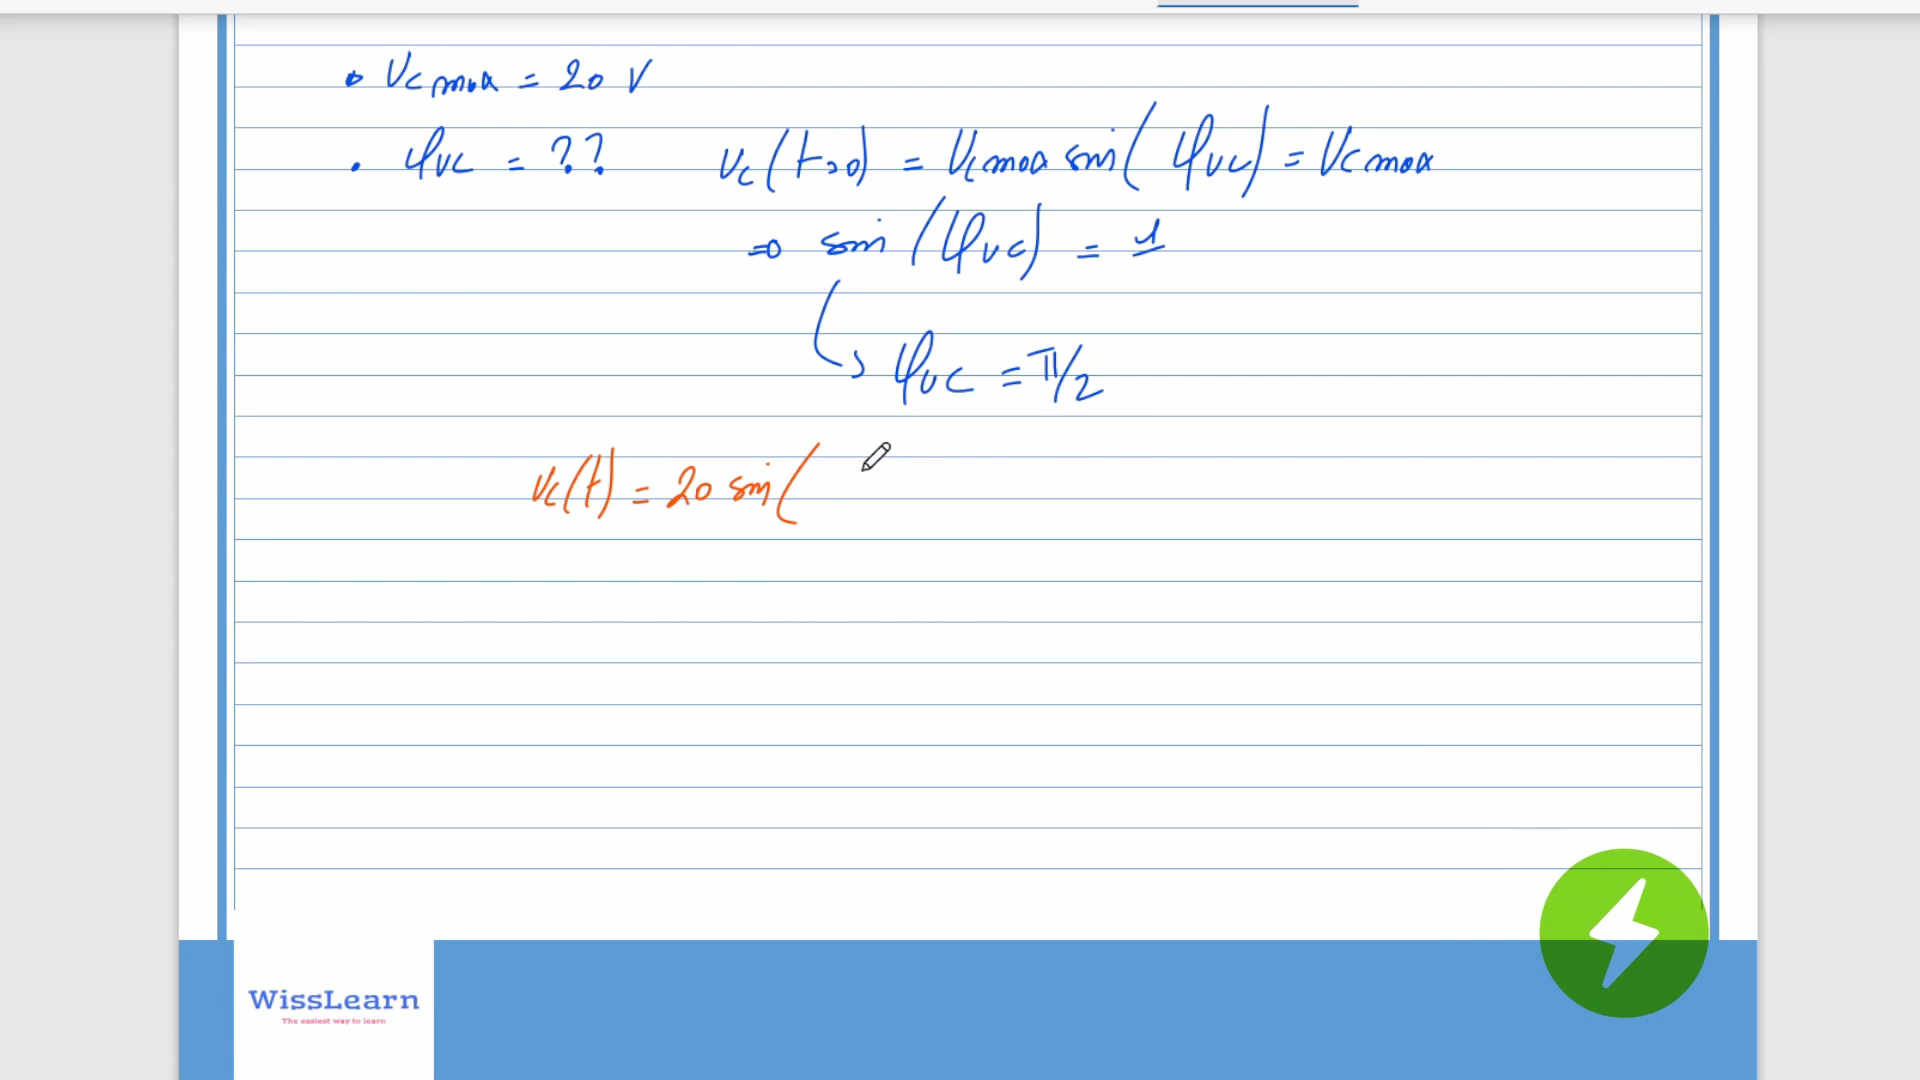 • Vc max = 20 V
• φvc = ?? vc(t=0) = Vc max sin(φvc) = Vc max
⇒ sin(φvc) = 1
↳ φvc = π/2
vc(t) = 20 sin(
WissLearn
The easiest way to learn